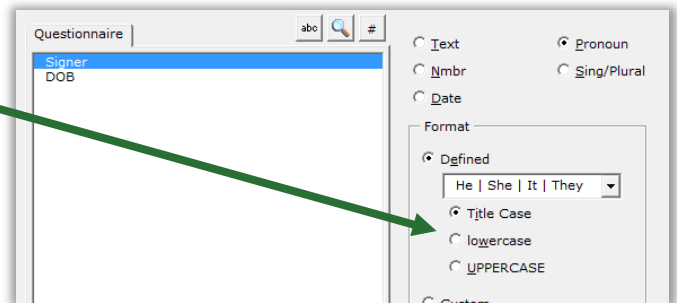 Questionnaire
abc
#
Signer
DOB
Text
Pronoun
Nmbr
Sing/Plural
Date
Format
Defined
He | She | It | They
Title Case
lowercase
UPPERCASE
Custom